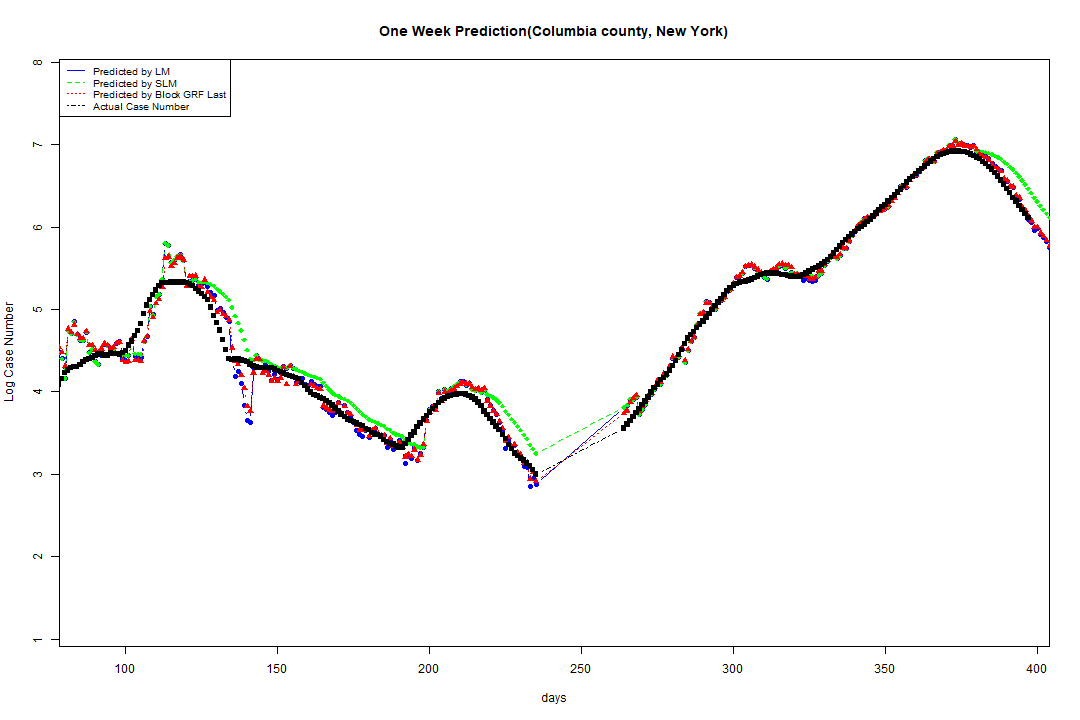 One Week Prediction(Columbia county, New York)
Predicted by LM
Predicted by SLM
Predicted by Block GRF Last
Actual Case Number
8
7
6
5
4
3
2
1
Log Case Number
100 150 200 250 300 350 400
days